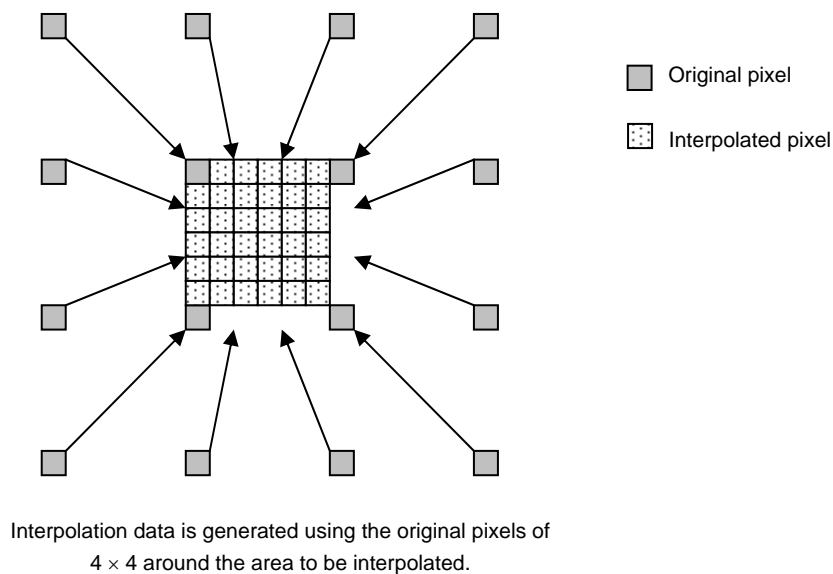 Original pixel
Interpolated pixel
Interpolation data is generated using the original pixels of
4 × 4 around the area to be interpolated.